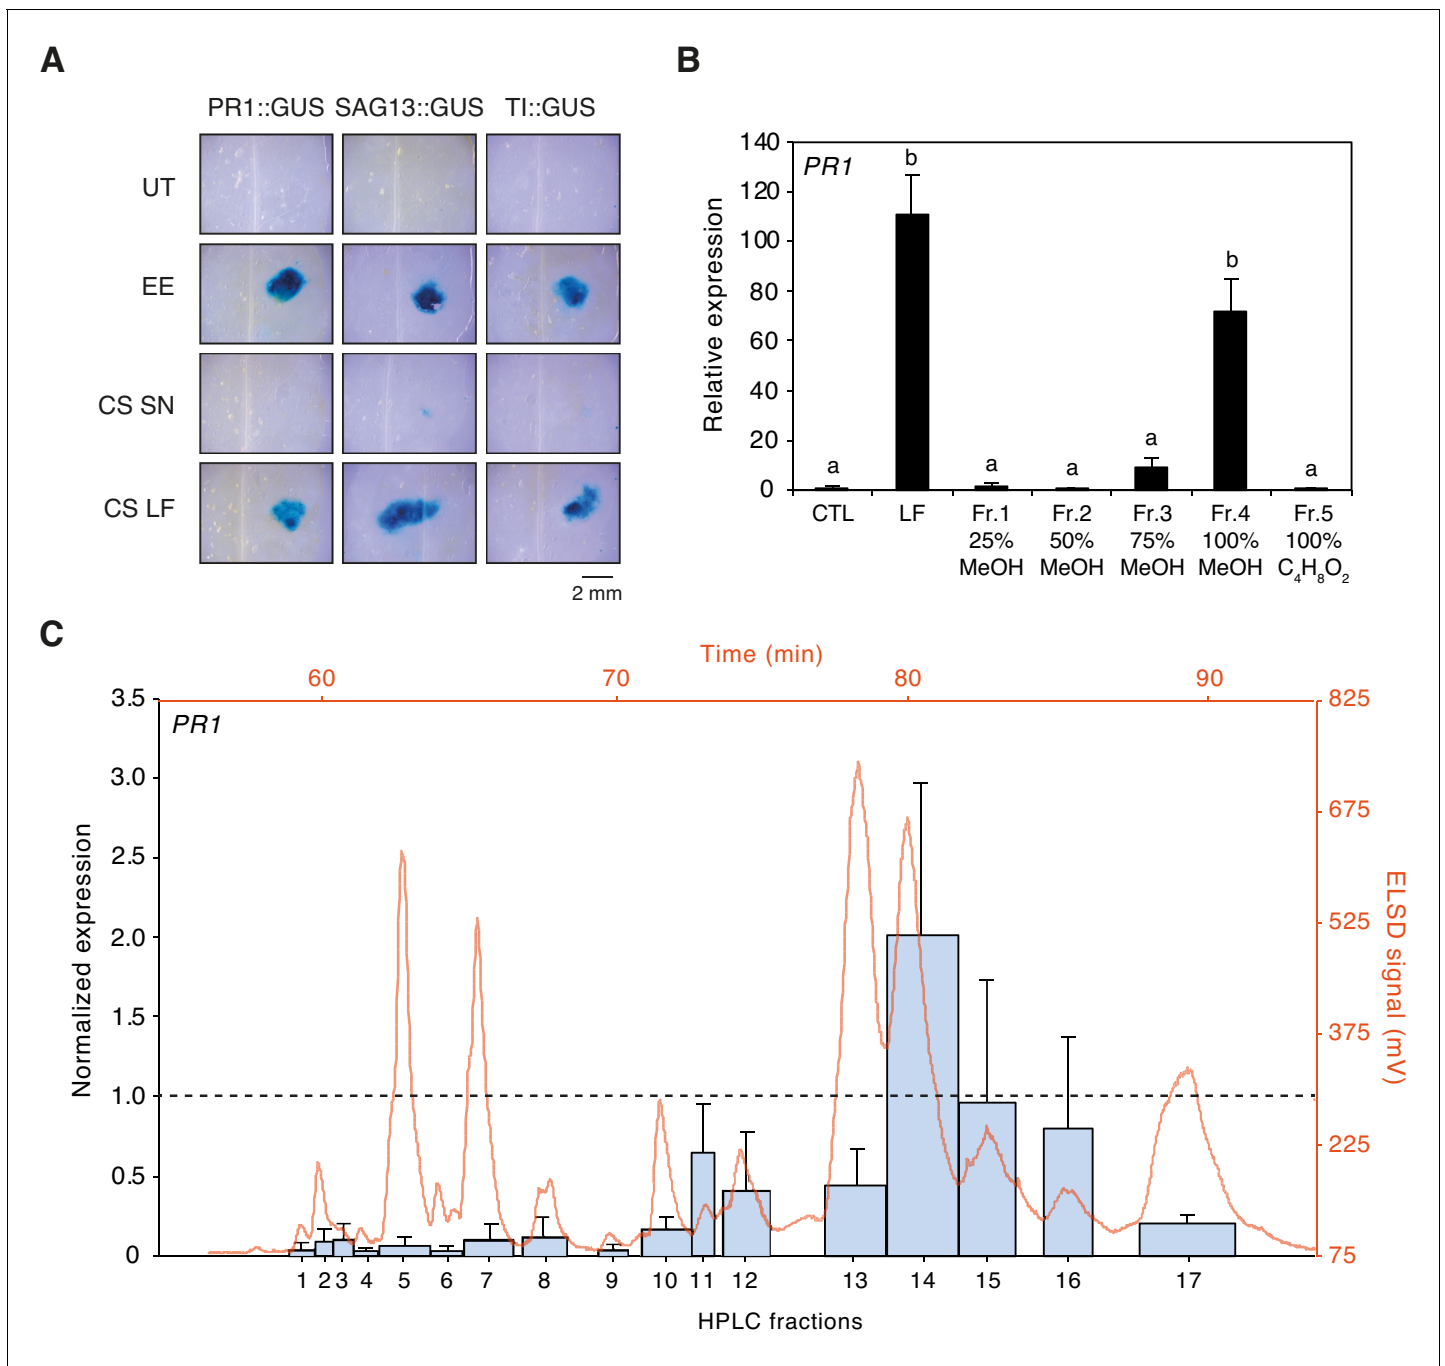 A
PR1::GUS SAG13::GUS TI::GUS
UT
EE
CS SN
CS LF
2 mm
B
PR1
Relative expression
140
120
100
80
60
40
20
0
a b a a a b a
CTL LF Fr.1 Fr.2 Fr.3 Fr.4 Fr.5
25% 50% 75% 100% 100%
MeOH MeOH MeOH MeOH C₄H₈O₂
C
Time (min)
60 70 80 90
PR1
Normalized expression
3.5
3.0
2.5
2.0
1.5
1.0
0.5
0
825
675
525
375
225
75
ELSD signal (mV)
1 2 3 4 5 6 7 8 9 10 11 12 13 14 15 16 17
HPLC fractions